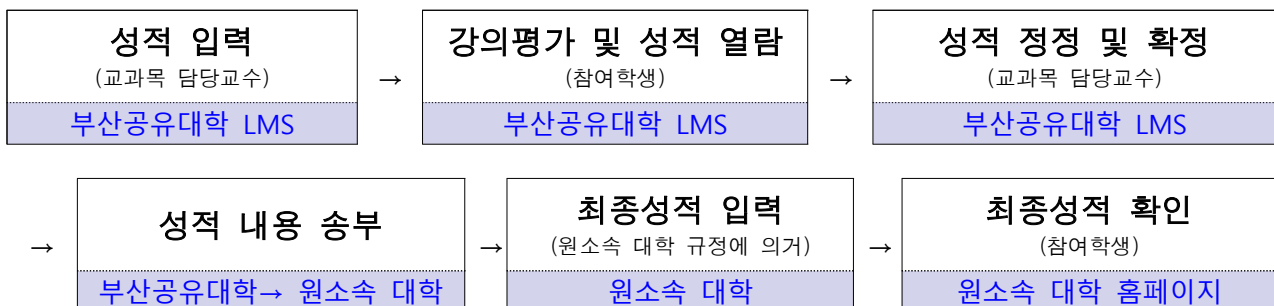 성적 입력
(교과목 담당교수)
부산공유대학 LMS
→
강의평가 및 성적 열람
(참여학생)
부산공유대학 LMS
→
성적 정정 및 확정
(교과목 담당교수)
부산공유대학 LMS
→
성적 내용 송부
부산공유대학→ 원소속 대학
→
최종성적 입력
(원소속 대학 규정에 의거)
원소속 대학
→
최종성적 확인
(참여학생)
원소속 대학 홈페이지